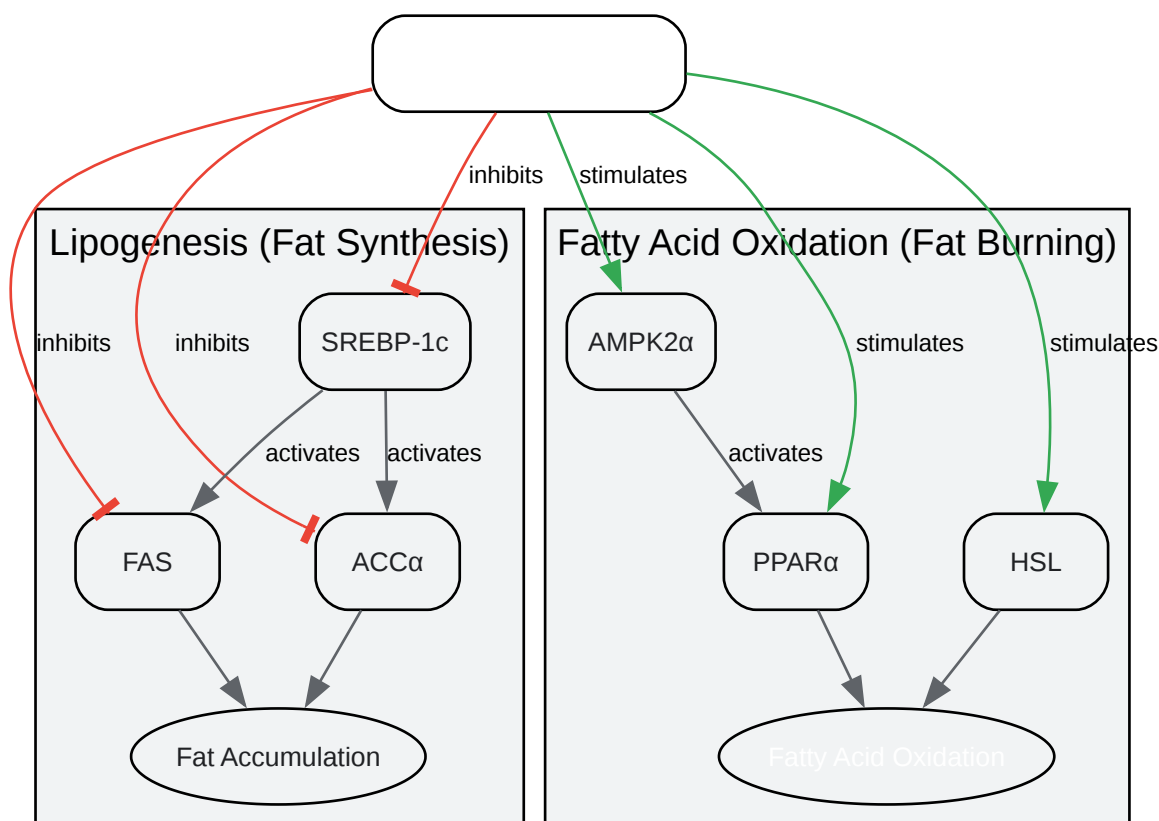 inhibits
stimulates
Lipogenesis (Fat Synthesis)
Fatty Acid Oxidation (Fat Burning)
inhibits
inhibits
SREBP-1c
AMPK2α
stimulates
stimulates
activates
activates
activates
FAS
ACCα
PPARα
HSL
Fat Accumulation
Fatty Acid Oxidation